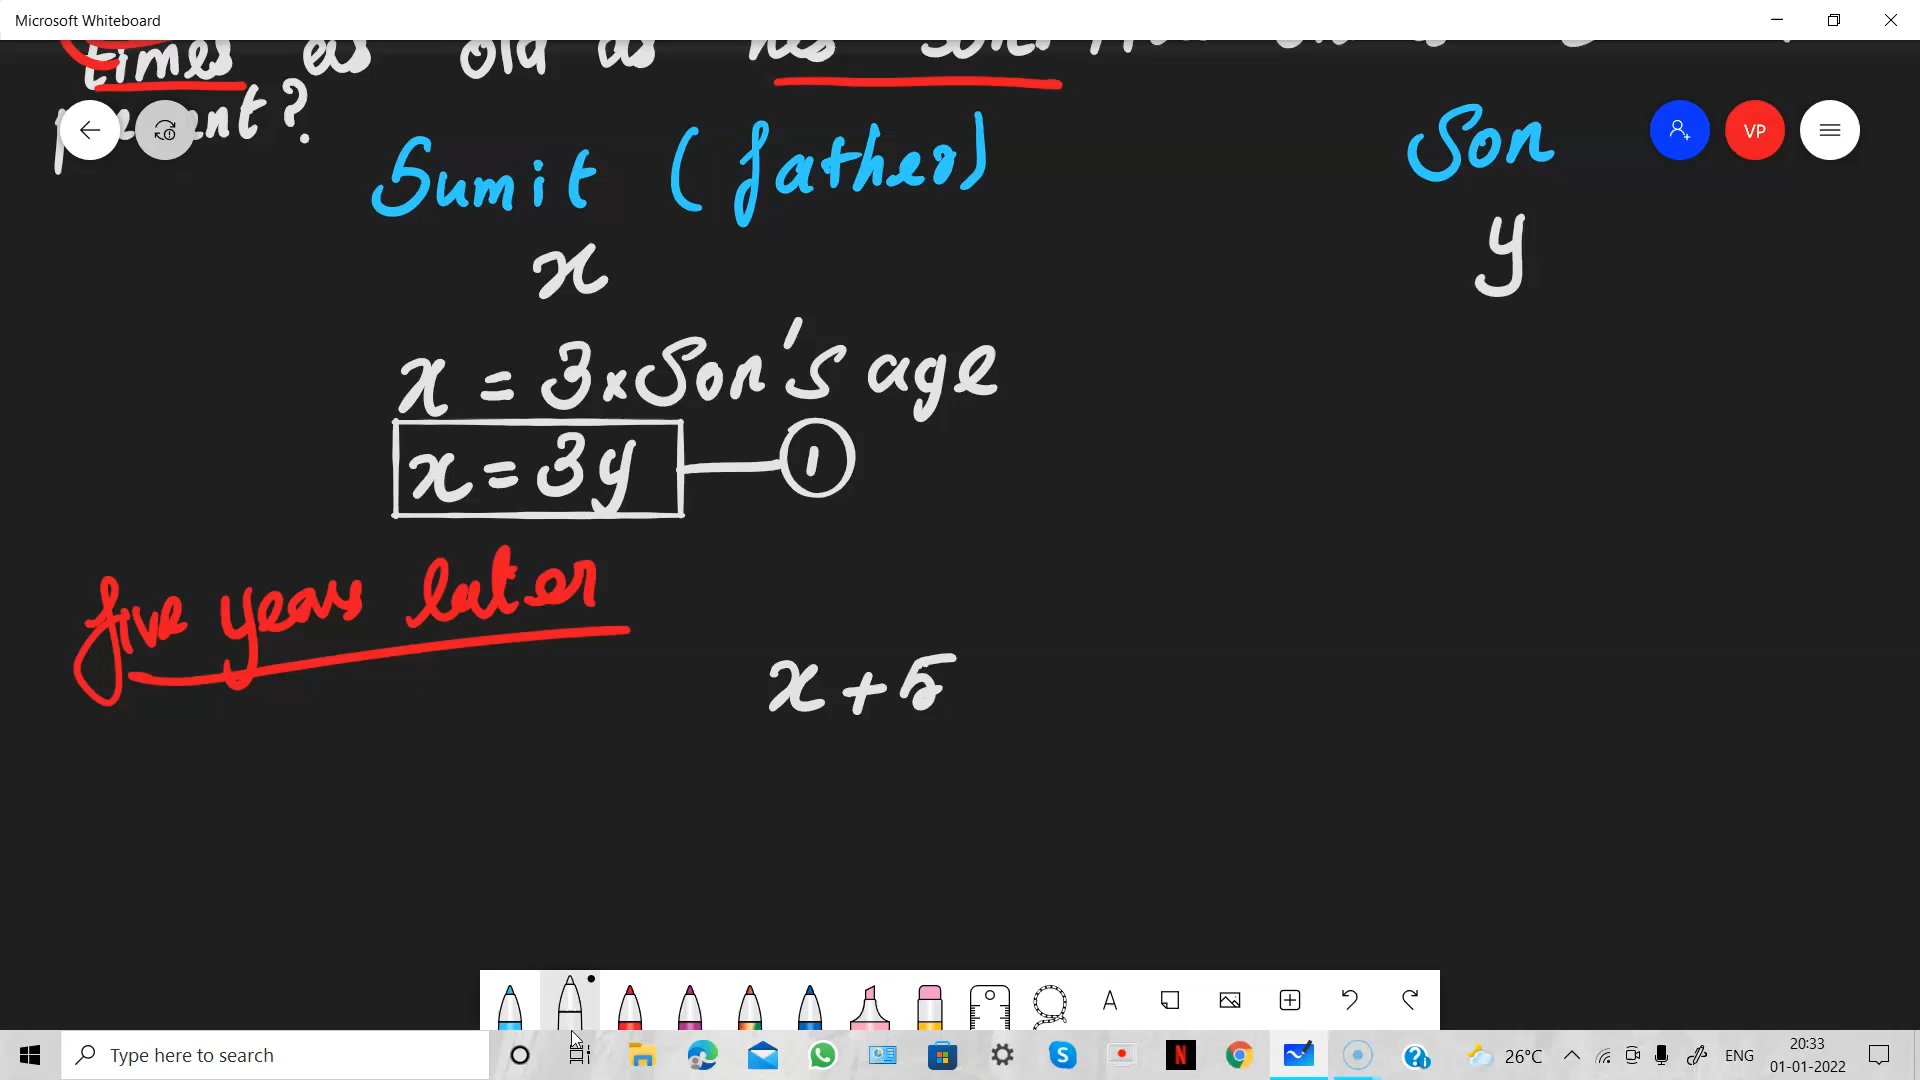 Microsoft Whiteboard
times as old as his son.
present?
Sumit (father)
Son
VP
x
y
x = 3 x Son's age
x = 3y
1
five years later
x + 5
A
Type here to search
26°C
ENG
20:33
01-01-2022